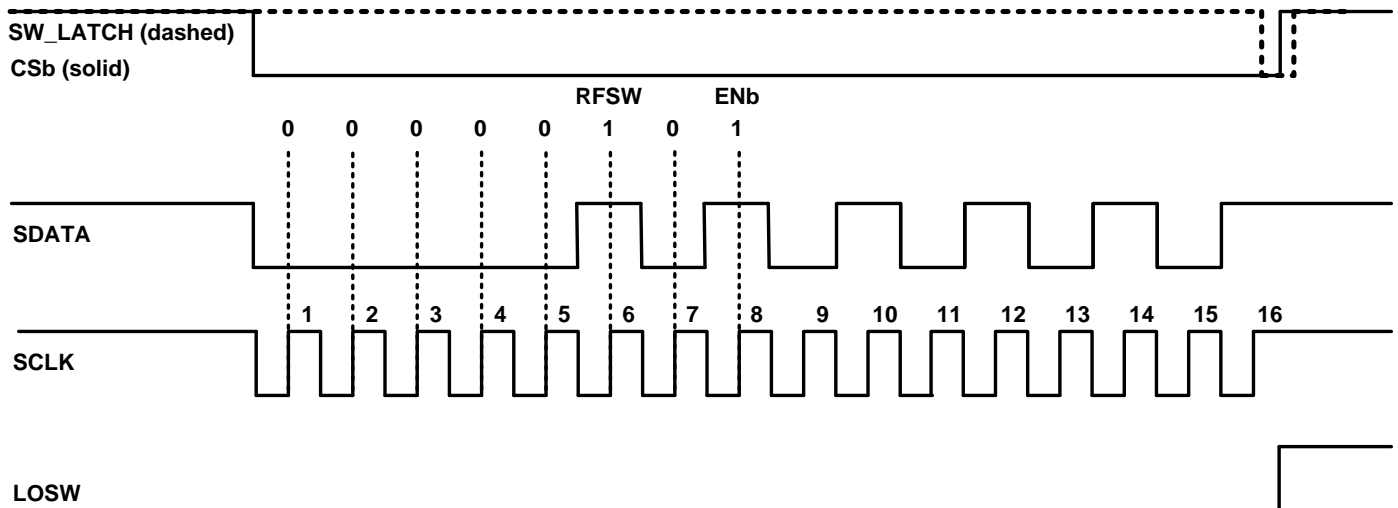 SW_LATCH (dashed)
CSb (solid)
RFSW ENb
0 0 0 0 0 1 0 1
SDATA
1 2 3 4 5 6 7 8 9 10 11 12 13 14 15 16
SCLK
LOSW